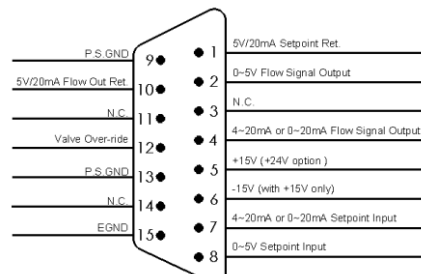 P.S.GND 9 1 5V/20mA Setpoint Ret.
5V/20mA Flow Out Ret. 10 2 0~5V Flow Signal Output
N.C. 11 3 N.C.
Valve Over-ride 12 4 4~20mA or 0~20mA Flow Signal Output
P.S.GND 13 5 +15V (+24V option )
N.C. 14 6 -15V (with +15V only)
EGND 15 7 4~20mA or 0~20mA Setpoint Input
8 0~5V Setpoint Input